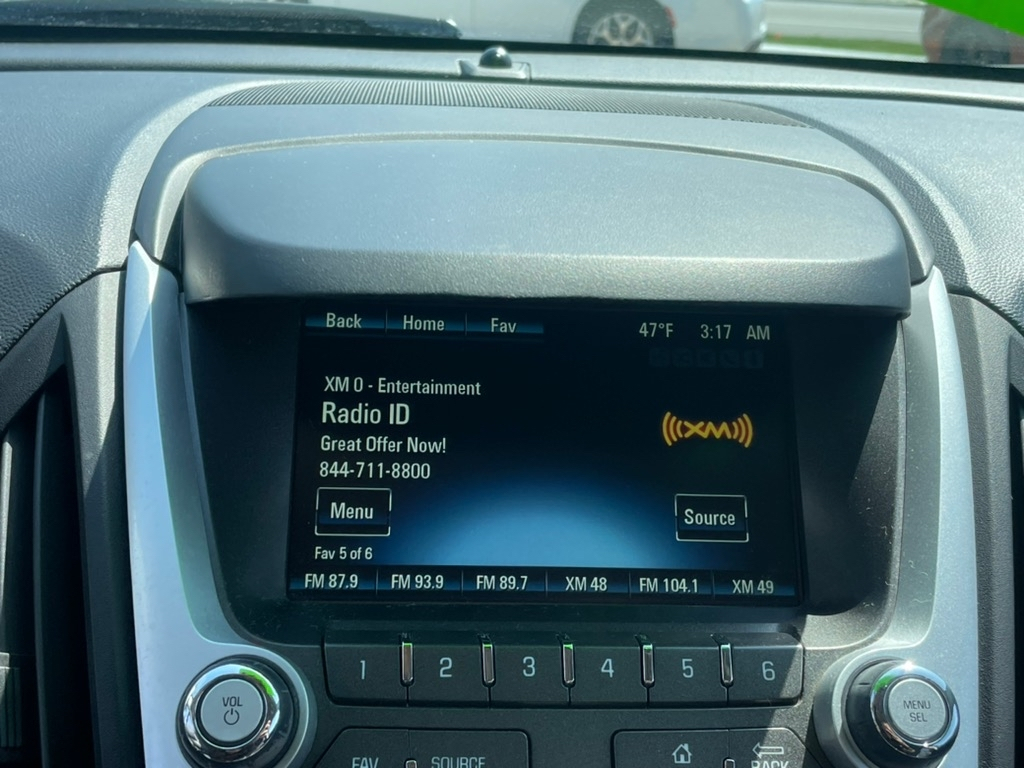 Back Home Fav 47°F 3:17 AM
XM 0 - Entertainment
Radio ID
((XM))
Great Offer Now!
844-711-8800
Menu
Source
Fav 5 of 6
FM 87.9 FM 93.9 FM 89.7 XM 48 FM 104.1 XM 49
1 2 3 4 5 6
VOL
MENU
SEL
FAV SOURCE BACK